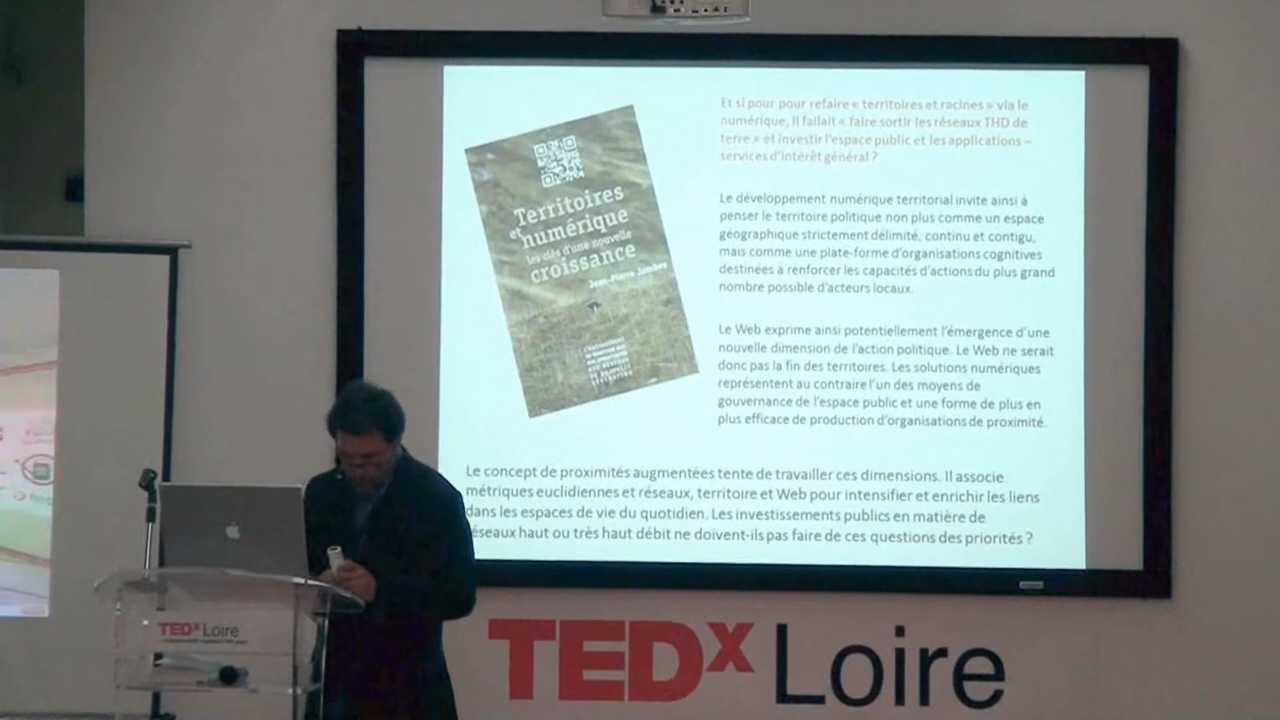 Et si pour pour refaire « territoires et racines » via le
numérique, il fallait « faire sortir les réseaux THD de
terre » et investir l'espace public et les applications –
services d'intérêt général ?
Territoires
et numérique
les clés d'une nouvelle
croissance
Jean-Pierre Jambes
Le développement numérique territorial invite ainsi à
penser le territoire politique non plus comme un espace
géographique strictement délimité, continu et contigu,
mais comme une plate-forme d'organisations cognitives
destinées à renforcer les capacités d'actions du plus grand
nombre possible d'acteurs locaux.
Le Web exprime ainsi potentiellement l'émergence d'une
nouvelle dimension de l'action politique. Le Web ne serait
donc pas la fin des territoires. Les solutions numériques
représentent au contraire l'un des moyens de
gouvernance de l'espace public et une forme de plus en
plus efficace de production d'organisations de proximité.
Le concept de proximités augmentées tente de travailler ces dimensions. Il associe
métriques euclidiennes et réseaux, territoire et Web pour intensifier et enrichir les liens
dans les espaces de vie du quotidien. Les investissements publics en matière de
éseaux haut ou très haut débit ne doivent-ils pas faire de ces questions des priorités ?
TEDx Loire
TEDx Loire